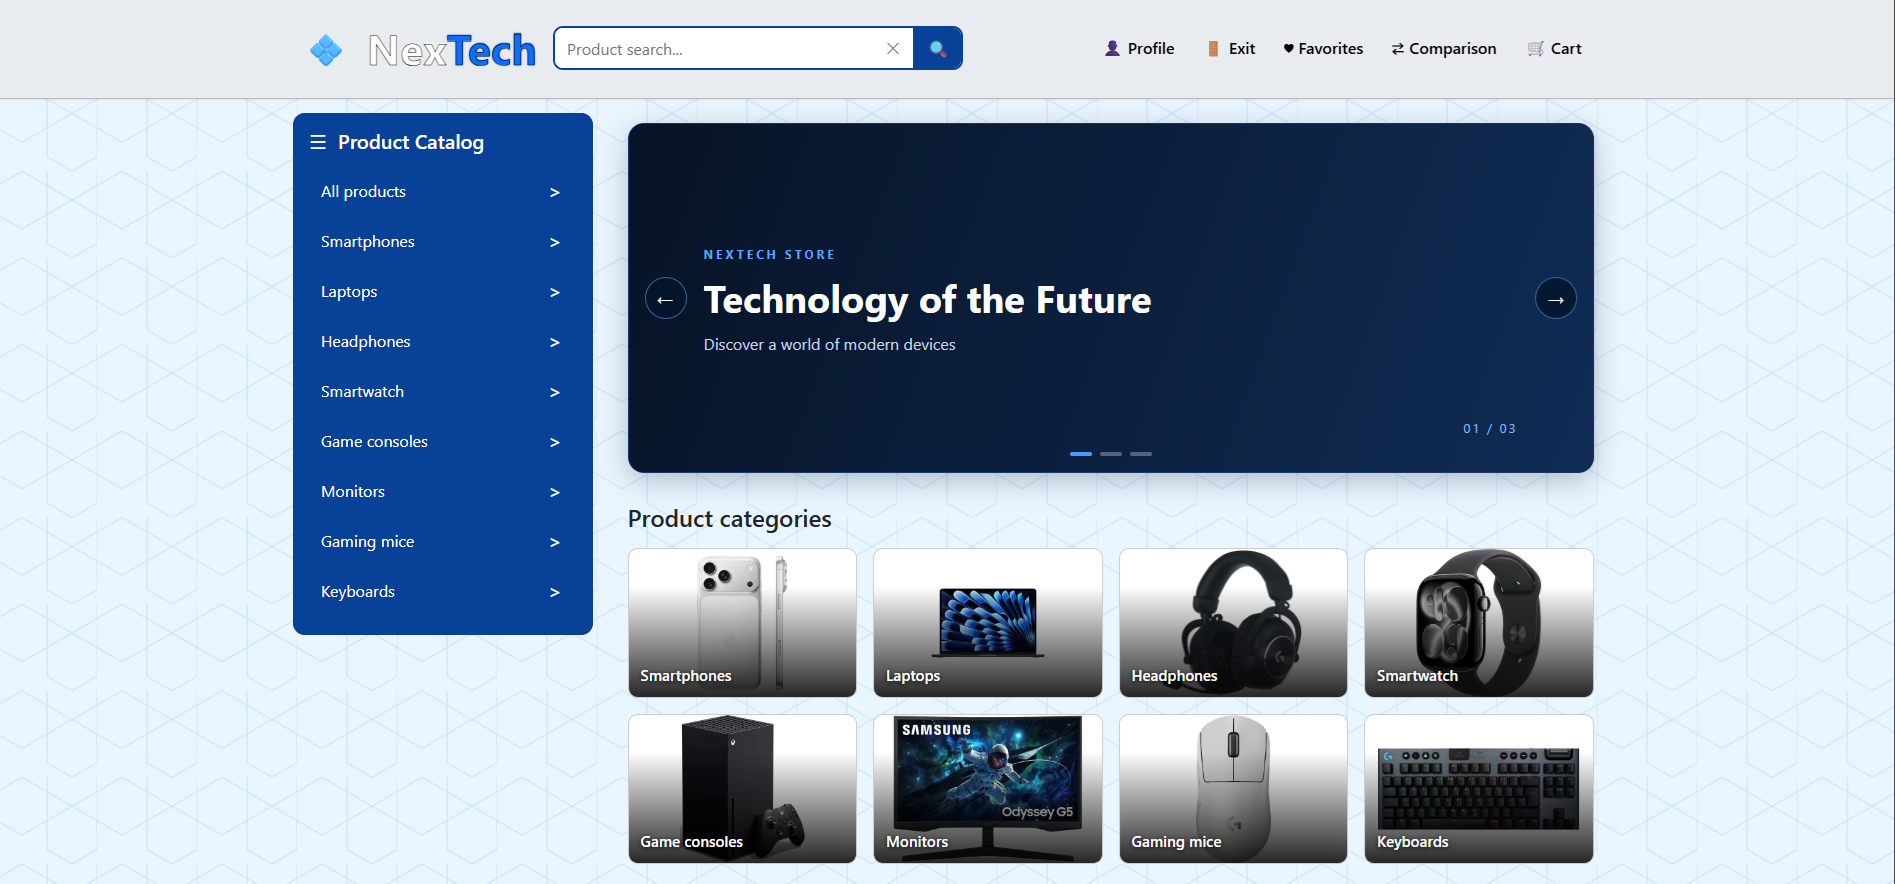 NexTech
Product search...
Profile
Exit
Favorites
Comparison
Cart
Product Catalog
All products >
Smartphones >
Laptops >
Headphones >
Smartwatch >
Game consoles >
Monitors >
Gaming mice >
Keyboards >
NEXTECH STORE
Technology of the Future
Discover a world of modern devices
01 / 03
Product categories
Smartphones
Laptops
Headphones
Smartwatch
Game consoles
SAMSUNG
Odyssey G5
Monitors
Gaming mice
Keyboards